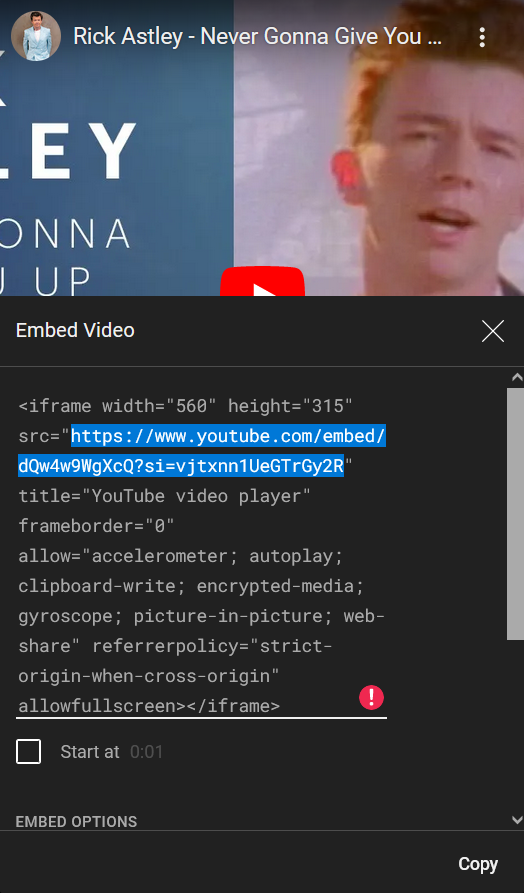 Rick Astley - Never Gonna Give You ...
LEY
ONNA
U UP
Embed Video
<iframe width="560" height="315"
src="https://www.youtube.com/embed/
dQw4w9WgXcQ?si=vjtxnn1UeGTrGy2R"
title="YouTube video player"
frameborder="0"
allow="accelerometer; autoplay;
clipboard-write; encrypted-media;
gyroscope; picture-in-picture; web-
share" referrerpolicy="strict-
origin-when-cross-origin"
allowfullscreen></iframe>
Start at 0:01
EMBED OPTIONS
Copy